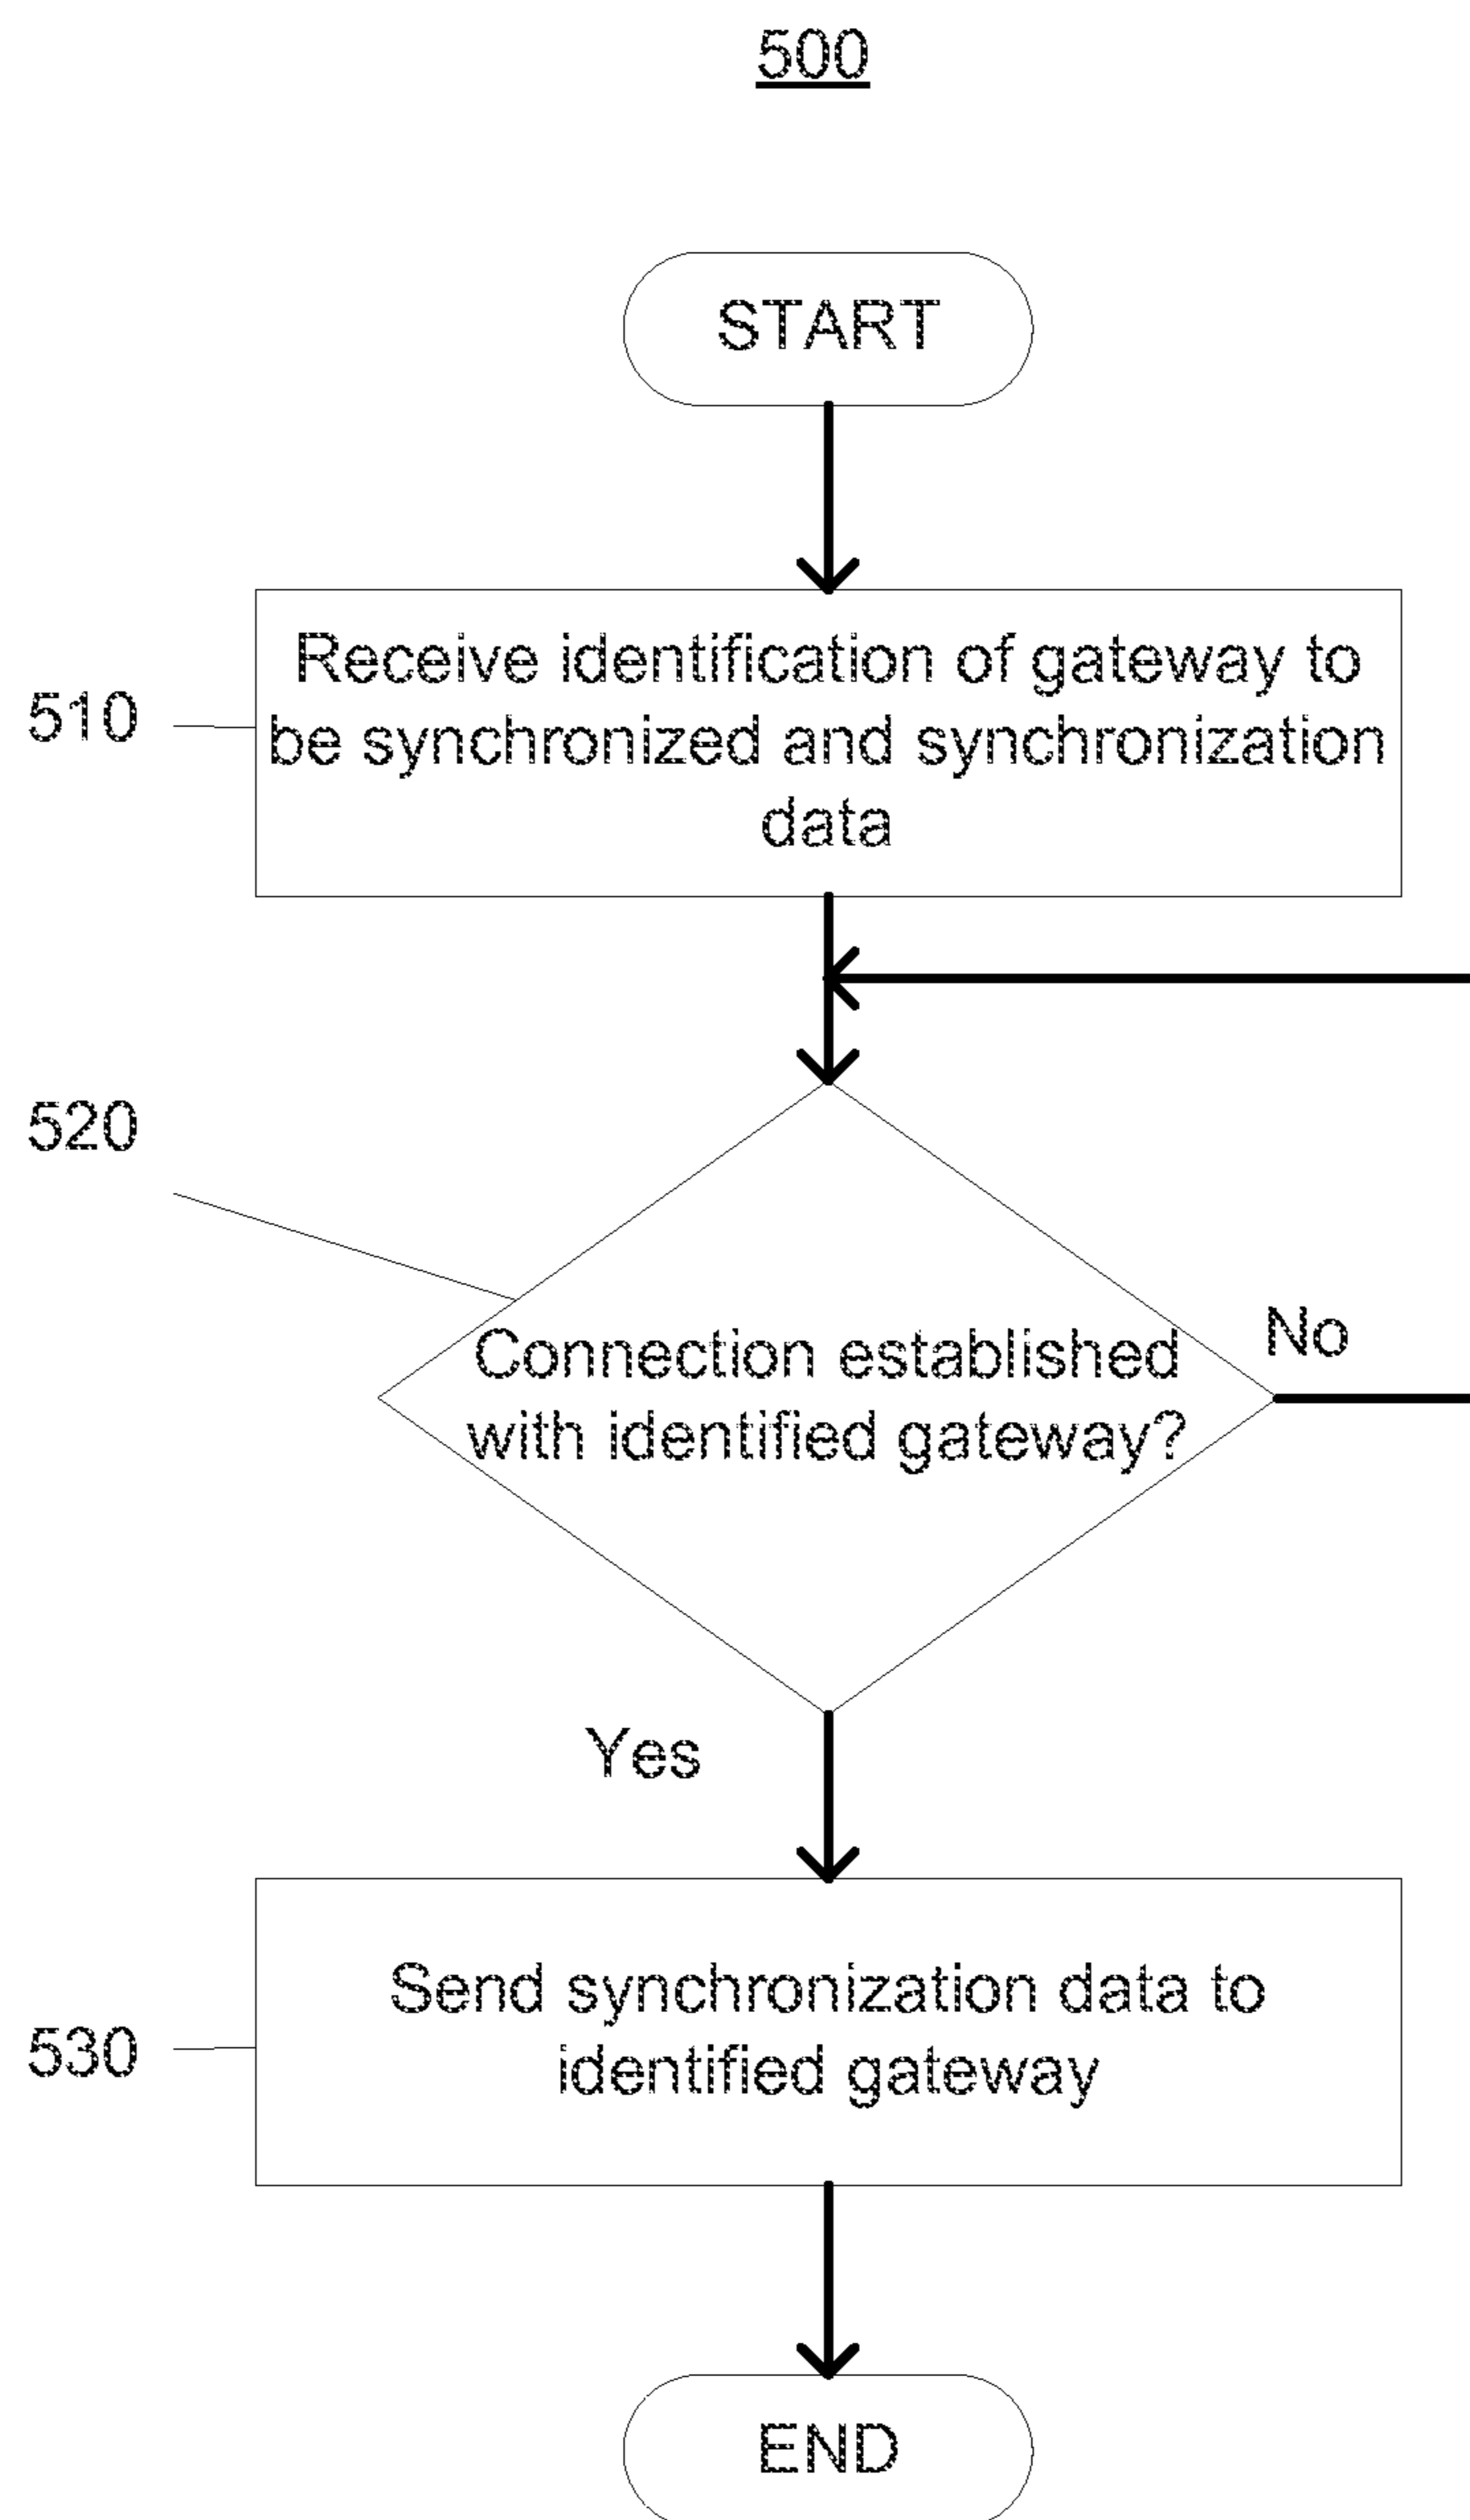 500
START
510
Receive identification of gateway to
be synchronized and synchronization
data
520
Connection established
with identified gateway?
No
Yes
530
Send synchronization data to
identified gateway
END